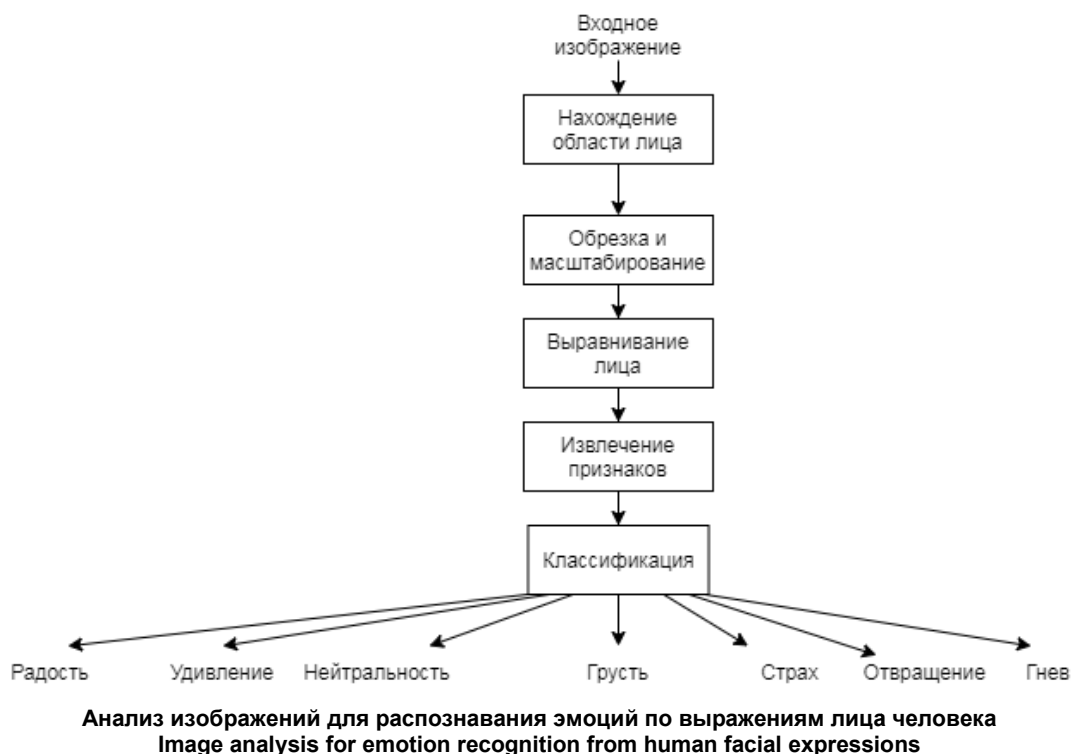 Входное
изображение
Нахождение
области лица
Обрезка и
масштабирование
Выравнивание
лица
Извлечение
признаков
Классификация
Радость Удивление Нейтральность Грусть Страх Отвращение Гнев
Анализ изображений для распознавания эмоций по выражениям лица человека
Image analysis for emotion recognition from human facial expressions